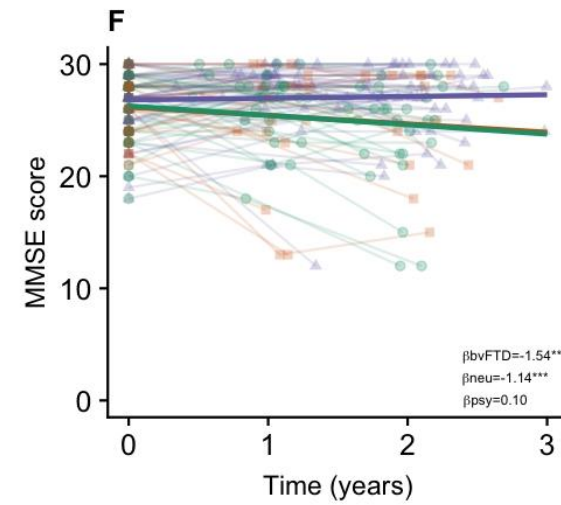 F
MMSE score
30
20
10
0
βbvFTD=-1.54**
βneu=-1.14***
βpsy=0.10
0 1 2 3
Time (years)